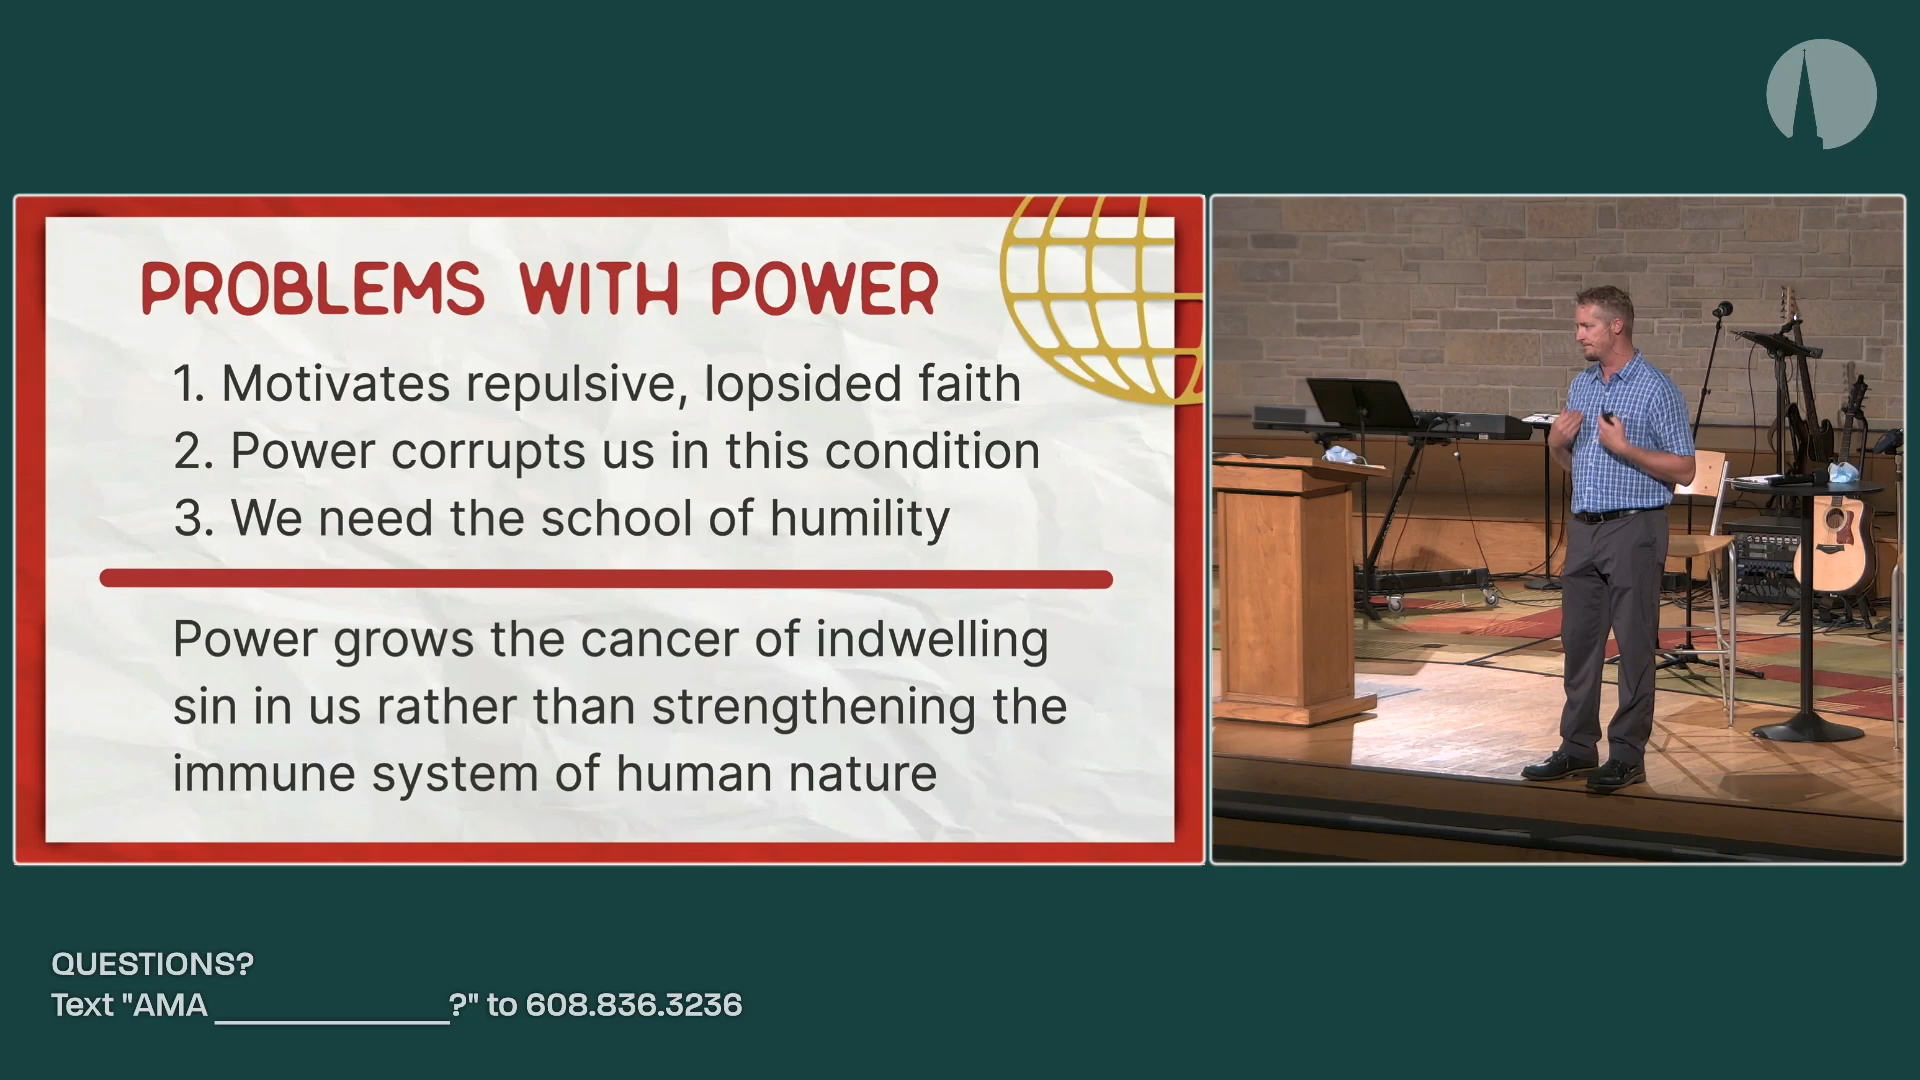 PROBLEMS WITH POWER
1. Motivates repulsive, lopsided faith
2. Power corrupts us in this condition
3. We need the school of humility
Power grows the cancer of indwelling
sin in us rather than strengthening the
immune system of human nature
QUESTIONS?
Text "AMA ______________?" to 608.836.3236